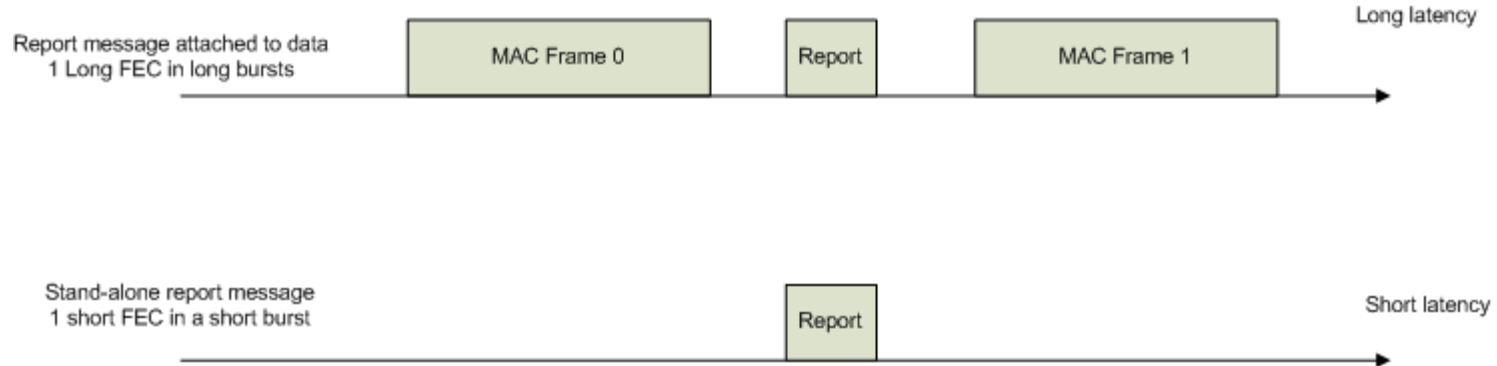 Long latency
Report message attached to data
1 Long FEC in long bursts
MAC Frame 0
Report
MAC Frame 1
Stand-alone report message
1 short FEC in a short burst
Report
Short latency